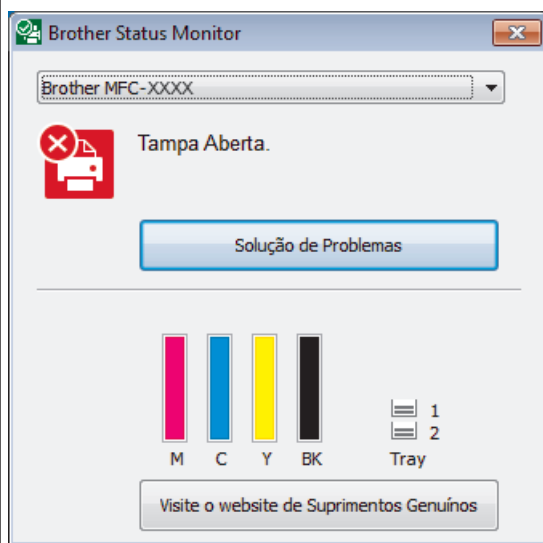 Brother Status Monitor
Brother MFC-XXXX
Tampa Aberta.
Solução de Problemas
1
2
M C Y BK Tray
Visite o website de Suprimentos Genuínos